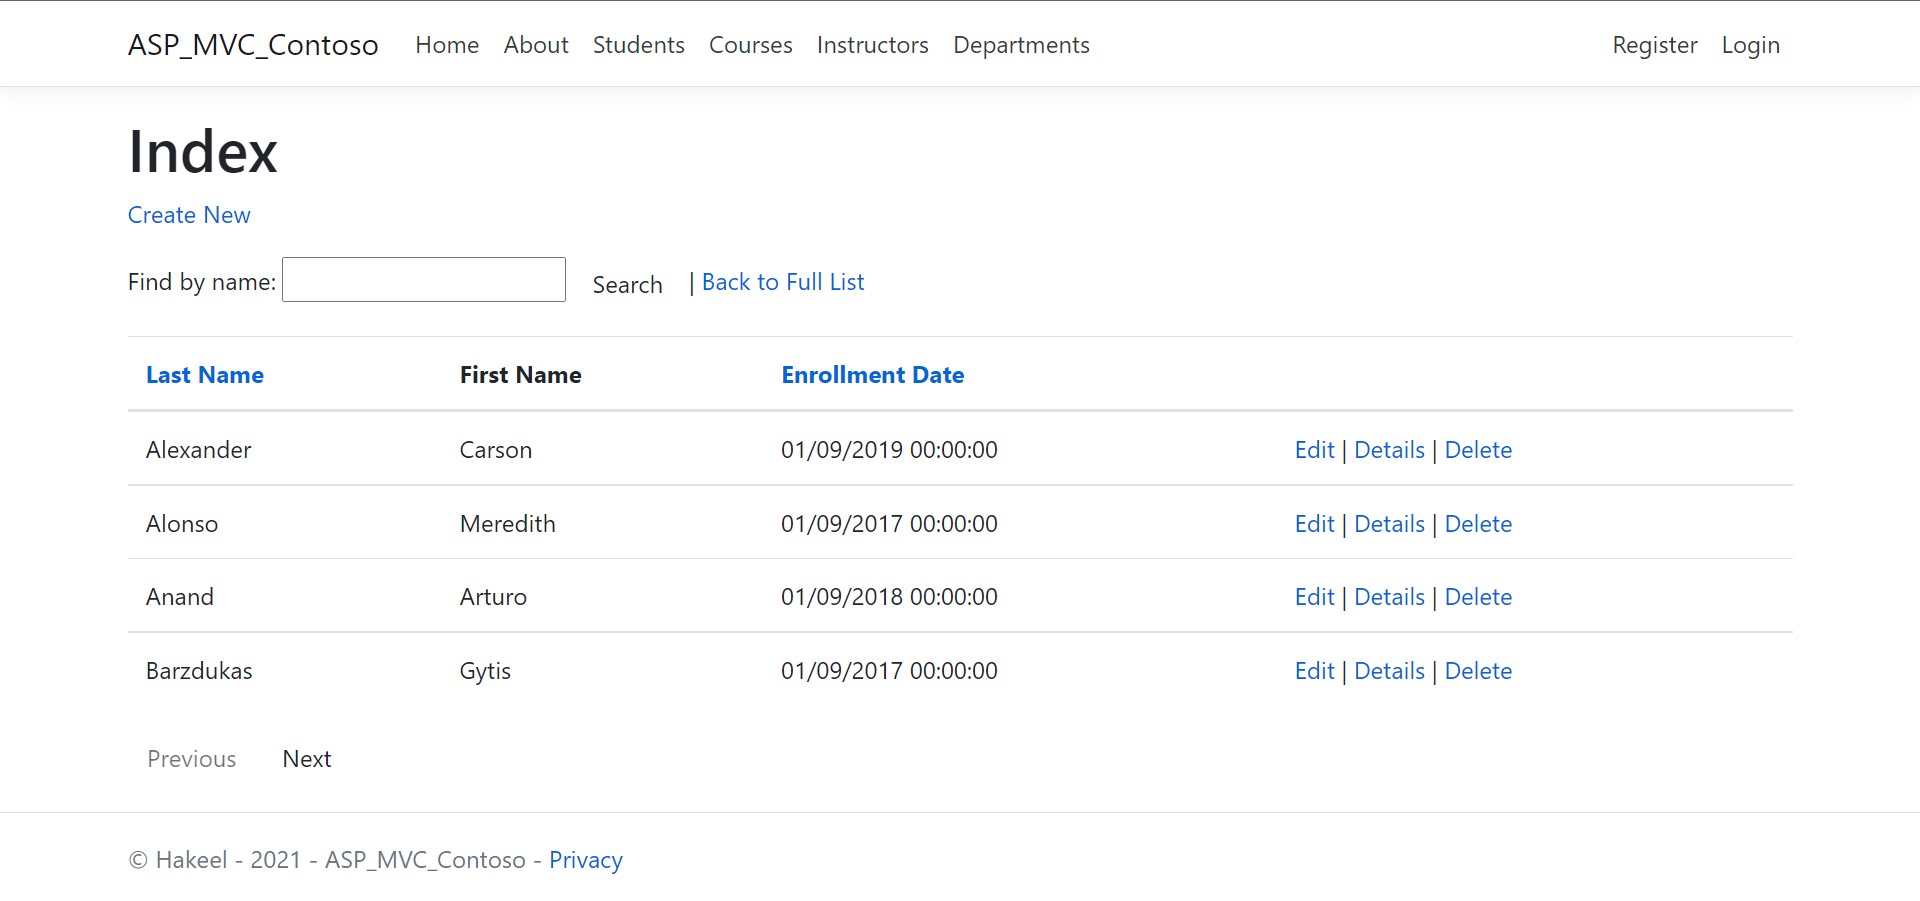 ASP_MVC_Contoso Home About Students Courses Instructors Departments Register Login
Index
Create New
Find by name: Search | Back to Full List
Last Name First Name Enrollment Date
Alexander Carson 01/09/2019 00:00:00 Edit | Details | Delete
Alonso Meredith 01/09/2017 00:00:00 Edit | Details | Delete
Anand Arturo 01/09/2018 00:00:00 Edit | Details | Delete
Barzdukas Gytis 01/09/2017 00:00:00 Edit | Details | Delete
Previous Next
© Hakeel - 2021 - ASP_MVC_Contoso - Privacy